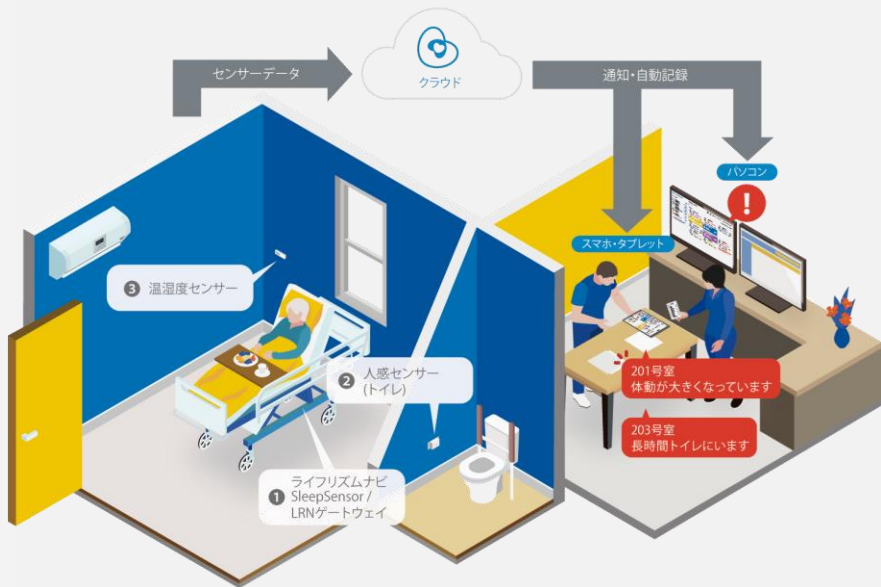 センサーデータ
クラウド
通知・自動記録
パソコン
!
スマホ・タブレット
3 温湿度センサー
2 人感センサー
(トイレ)
201号室
体動が大きくなっています
203号室
長時間トイレにいます
1 ライフリズムナビ
SleepSensor /
LRNゲートウェイ